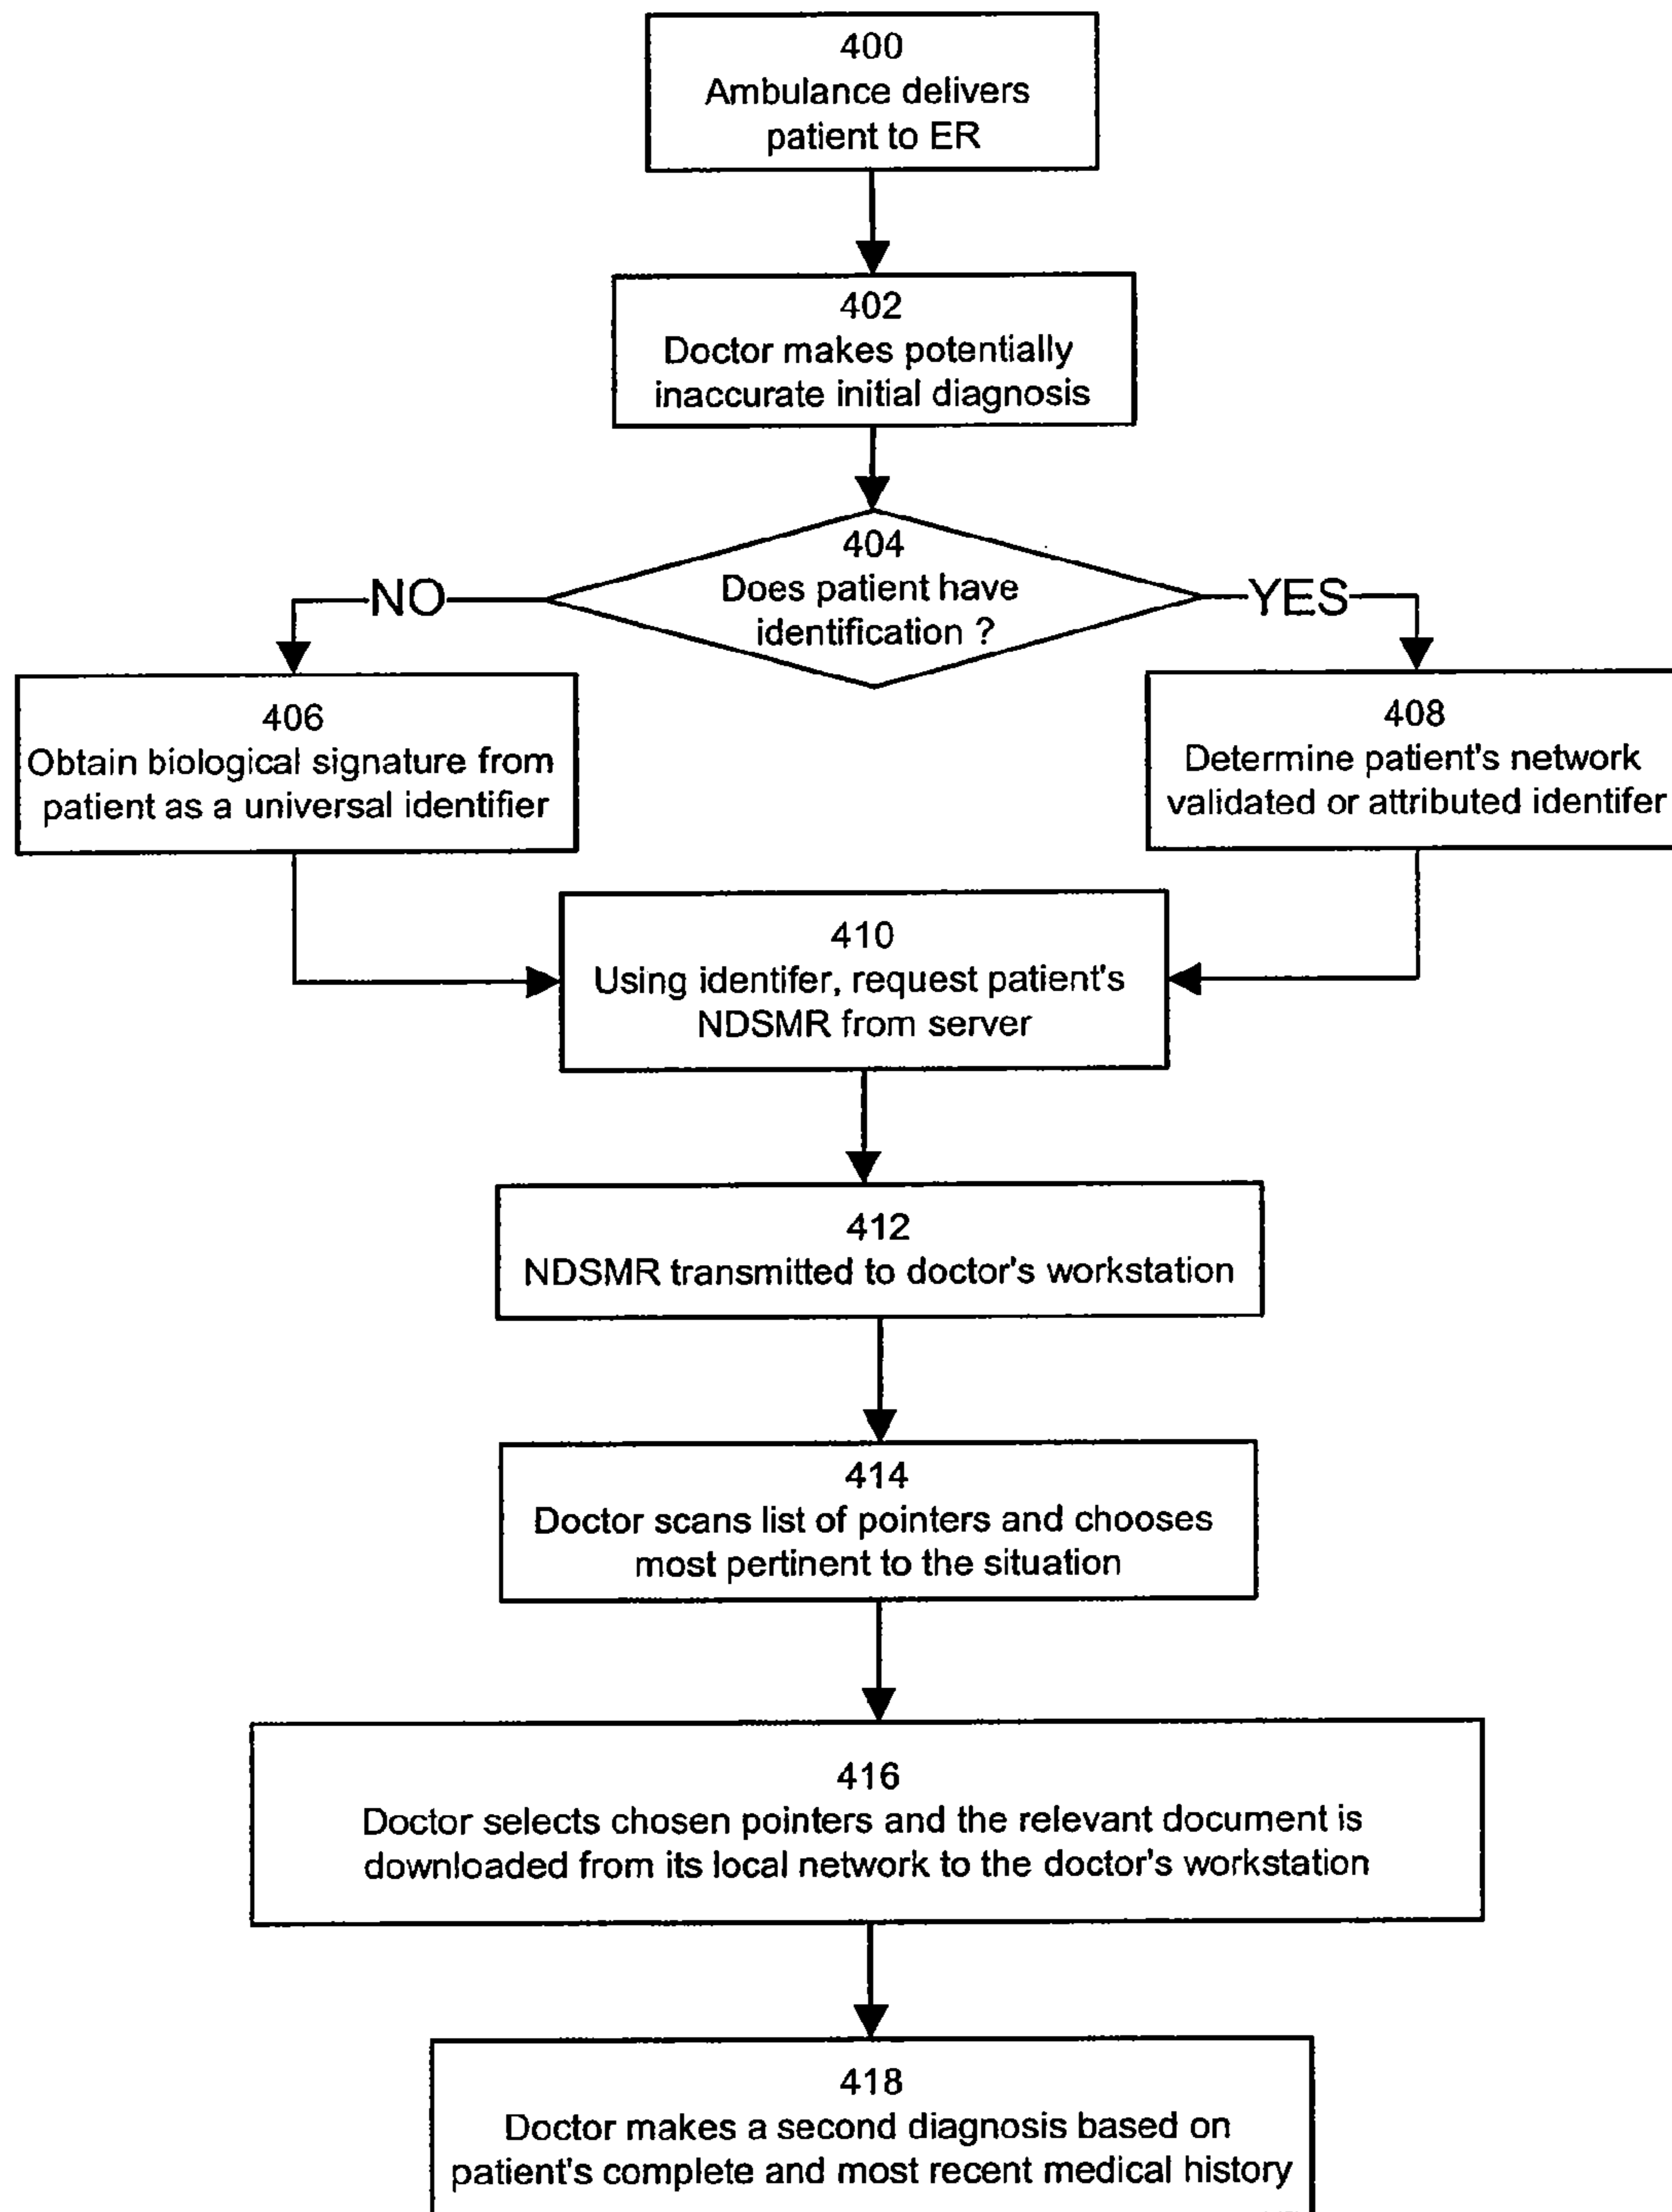 400
Ambulance delivers
patient to ER
402
Doctor makes potentially
inaccurate initial diagnosis
404
Does patient have
identification ?
NO
YES
406
Obtain biological signature from
patient as a universal identifier
408
Determine patient's network
validated or attributed identifer
410
Using identifer, request patient's
NDSMR from server
412
NDSMR transmitted to doctor's workstation
414
Doctor scans list of pointers and chooses
most pertinent to the situation
416
Doctor selects chosen pointers and the relevant document is
downloaded from its local network to the doctor's workstation
418
Doctor makes a second diagnosis based on
patient's complete and most recent medical history